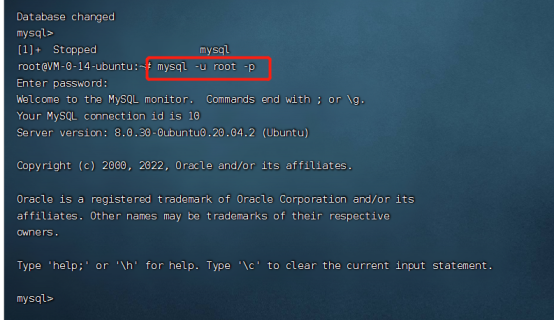 Database changed
mysql>
[1]+  Stopped                 mysql
root@VM-0-14-ubuntu:~# mysql -u root -p
Enter password:
Welcome to the MySQL monitor.  Commands end with ; or \g.
Your MySQL connection id is 10
Server version: 8.0.30-0ubuntu0.20.04.2 (Ubuntu)
Copyright (c) 2000, 2022, Oracle and/or its affiliates.
Oracle is a registered trademark of Oracle Corporation and/or its
affiliates. Other names may be trademarks of their respective
owners.
Type 'help;' or '\h' for help. Type '\c' to clear the current input statement.
mysql>